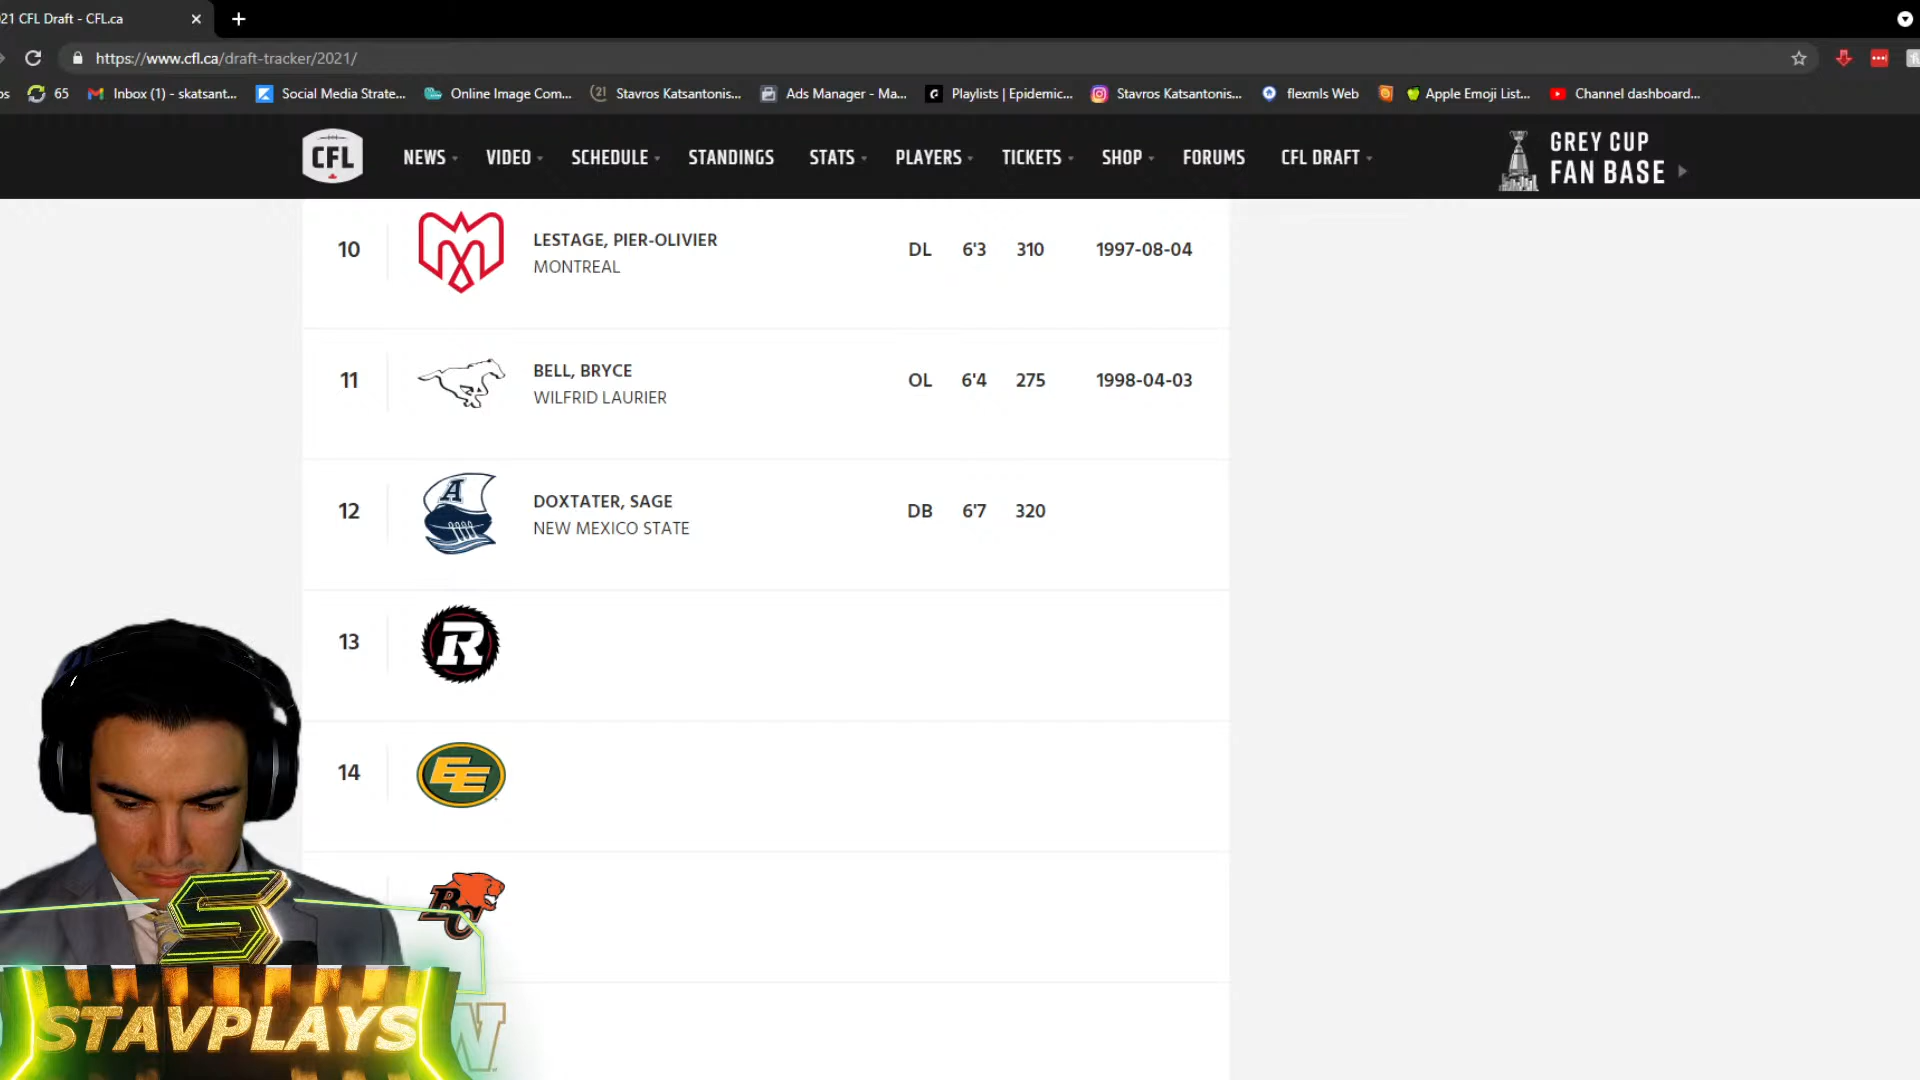 21 CFL Draft - CFL.ca
https://www.cfl.ca/draft-tracker/2021/
65
Inbox (1) - skatsant...
Social Media Strate...
Online Image Com...
Stavros Katsantonis...
Ads Manager - Ma...
Playlists | Epidemic...
Stavros Katsantonis...
flexmls Web
Apple Emoji List...
Channel dashboard...
CFL
NEWS
VIDEO
SCHEDULE
STANDINGS
STATS
PLAYERS
TICKETS
SHOP
FORUMS
CFL DRAFT
GREY CUP
FAN BASE
10 LESTAGE, PIER-OLIVIER DL 6'3 310 1997-08-04
MONTREAL
11 BELL, BRYCE OL 6'4 275 1998-04-03
WILFRID LAURIER
12 A DOXTATER, SAGE DB 6'7 320
NEW MEXICO STATE
13 R
14 EE
BC
S
STAVPLAYS
W